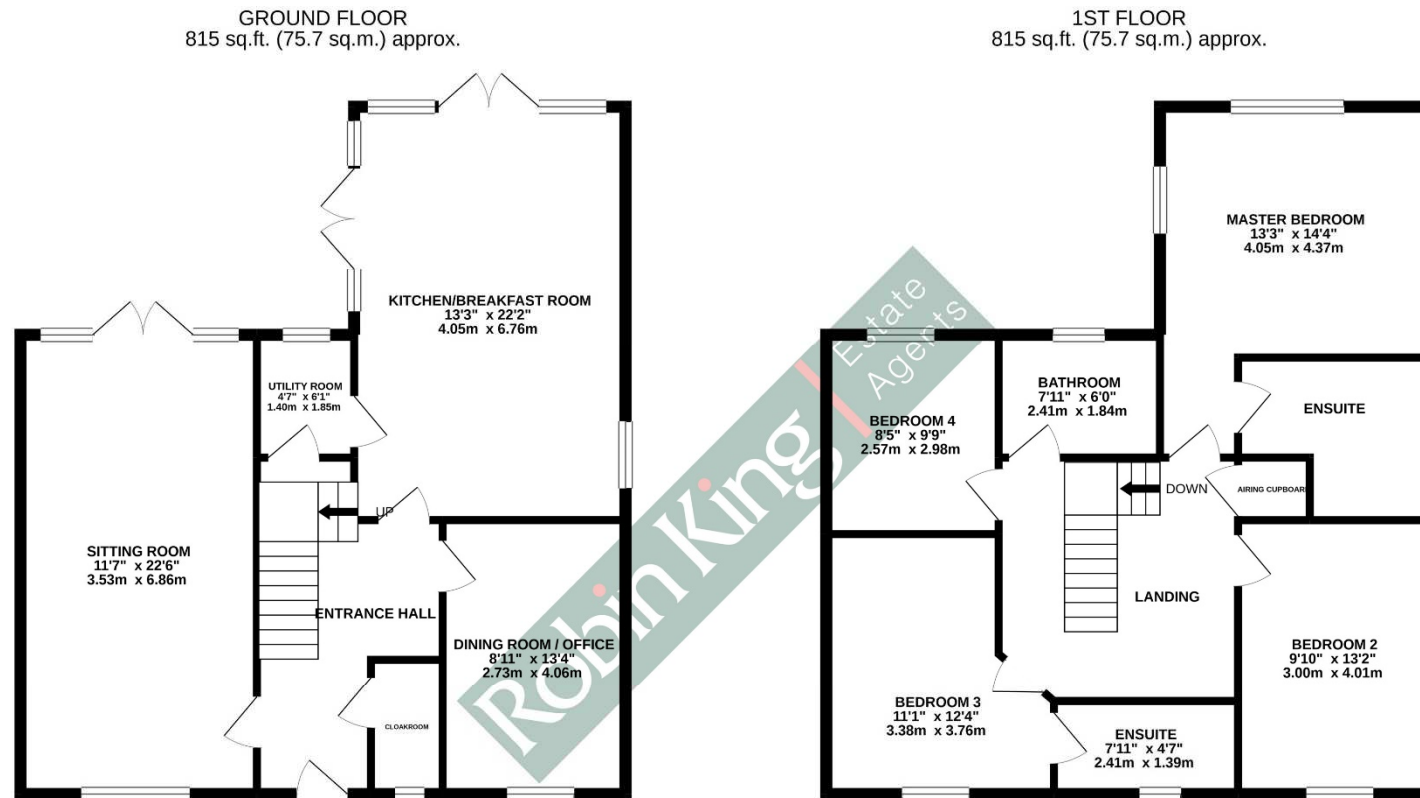 GROUND FLOOR
815 sq.ft. (75.7 sq.m.) approx.
1ST FLOOR
815 sq.ft. (75.7 sq.m.) approx.
KITCHEN/BREAKFAST ROOM
13'3" x 22'2"
4.05m x 6.76m
UTILITY ROOM
4'7" x 6'1"
1.40m x 1.85m
UP
SITTING ROOM
11'7" x 22'6"
3.53m x 6.86m
ENTRANCE HALL
DINING ROOM / OFFICE
8'11" x 13'4"
2.73m x 4.06m
CLOAKROOM
MASTER BEDROOM
13'3" x 14'4"
4.05m x 4.37m
BATHROOM
7'11" x 6'0"
2.41m x 1.84m
BEDROOM 4
8'5" x 9'9"
2.57m x 2.98m
ENSUITE
DOWN
AIRING CUPBOAR
LANDING
BEDROOM 2
9'10" x 13'2"
3.00m x 4.01m
BEDROOM 3
11'1" x 12'4"
3.38m x 3.76m
ENSUITE
7'11" x 4'7"
2.41m x 1.39m
Robin King
Estate
Agents